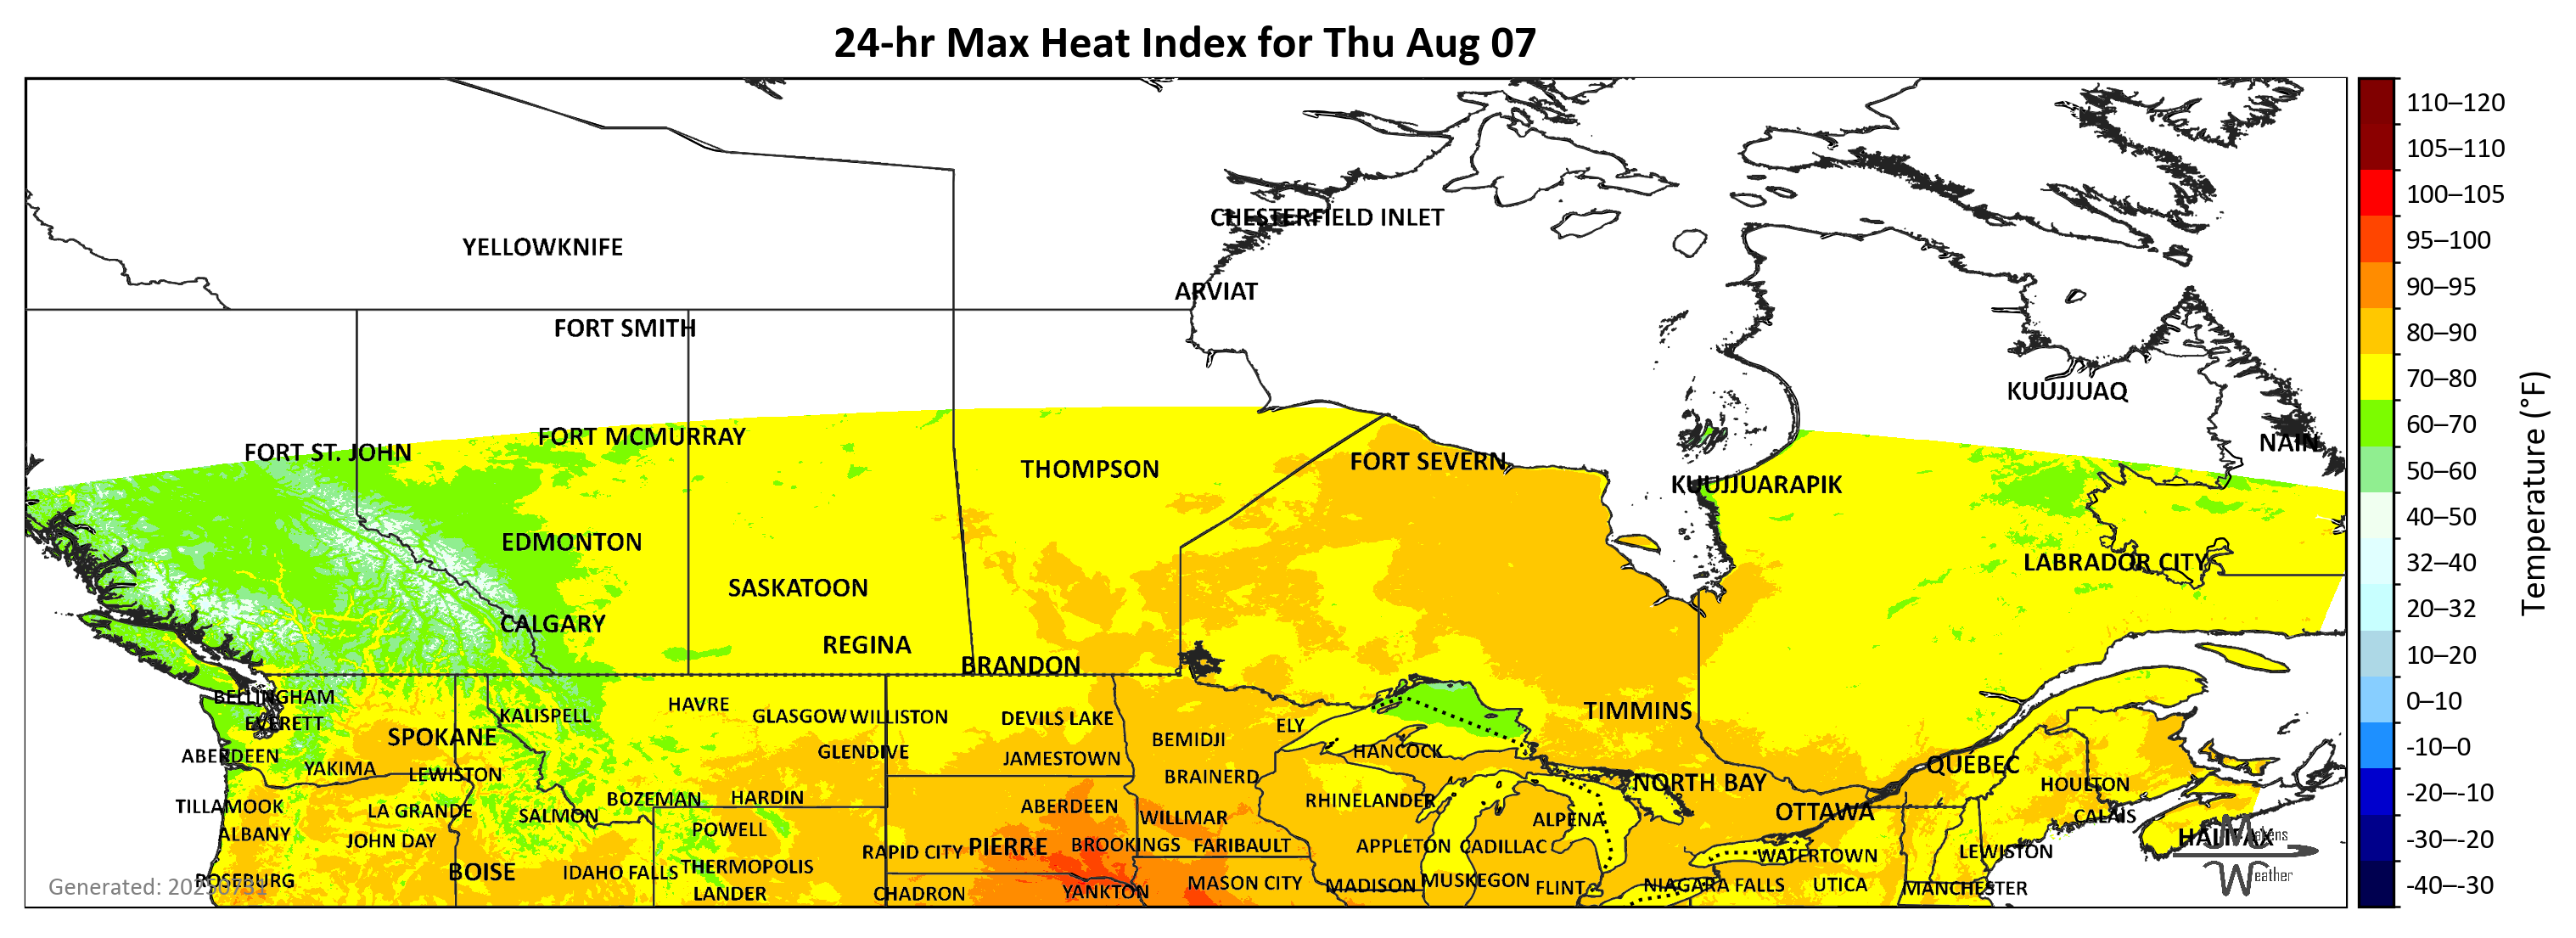 24-hr Max Heat Index for Thu Aug 07
110–120
105–110
CHESTERFIELD INLET
100–105
YELLOWKNIFE
95–100
ARVIAT
90–95
FORT SMITH
80–90
KUUJJUAQ
70–80
FORT ST. JOHN
FORT MCMURRAY
NAIN
60–70
THOMPSON
FORT SEVERN
KUUJJUARAPIK
50–60
EDMONTON
40–50
LABRADOR CITY
32–40
SASKATOON
20–32
CALGARY
REGINA
BRANDON
10–20
Temperature (°F)
BELLINGHAM
HAVRE
0–10
EVERETT
KALISPELL
GLASGOW
WILLISTON
DEVILS LAKE
ELY
TIMMINS
SPOKANE
BEMIDJI
-10–0
ABERDEEN
GLENDIVE
JAMESTOWN
HANCOCK
YAKIMA
LEWISTON
BRAINERD
NORTH BAY
QUÉBEC
HOULTON
-20–-10
TILLAMOOK
LA GRANDE
SALMON
BOZEMAN
HARDIN
ABERDEEN
WILLMAR
RHINELANDER
ALPENA
OTTAWA
CALAIS
ALBANY
JOHN DAY
POWELL
PIERRE
BROOKINGS
FARIBAULT
APPLETON
CADILLAC
HALIFAX
Makens
-30–-20
BOISE
IDAHO FALLS
THERMOPOLIS
RAPID CITY
WATERTOWN
LEWISTON
Weather
ROSEBURG
Generated: 20250731
LANDER
CHADRON
YANKTON
MASON CITY
MADISON
MUSKEGON
FLINT
NIAGARA FALLS
UTICA
MANCHESTER
-40–-30